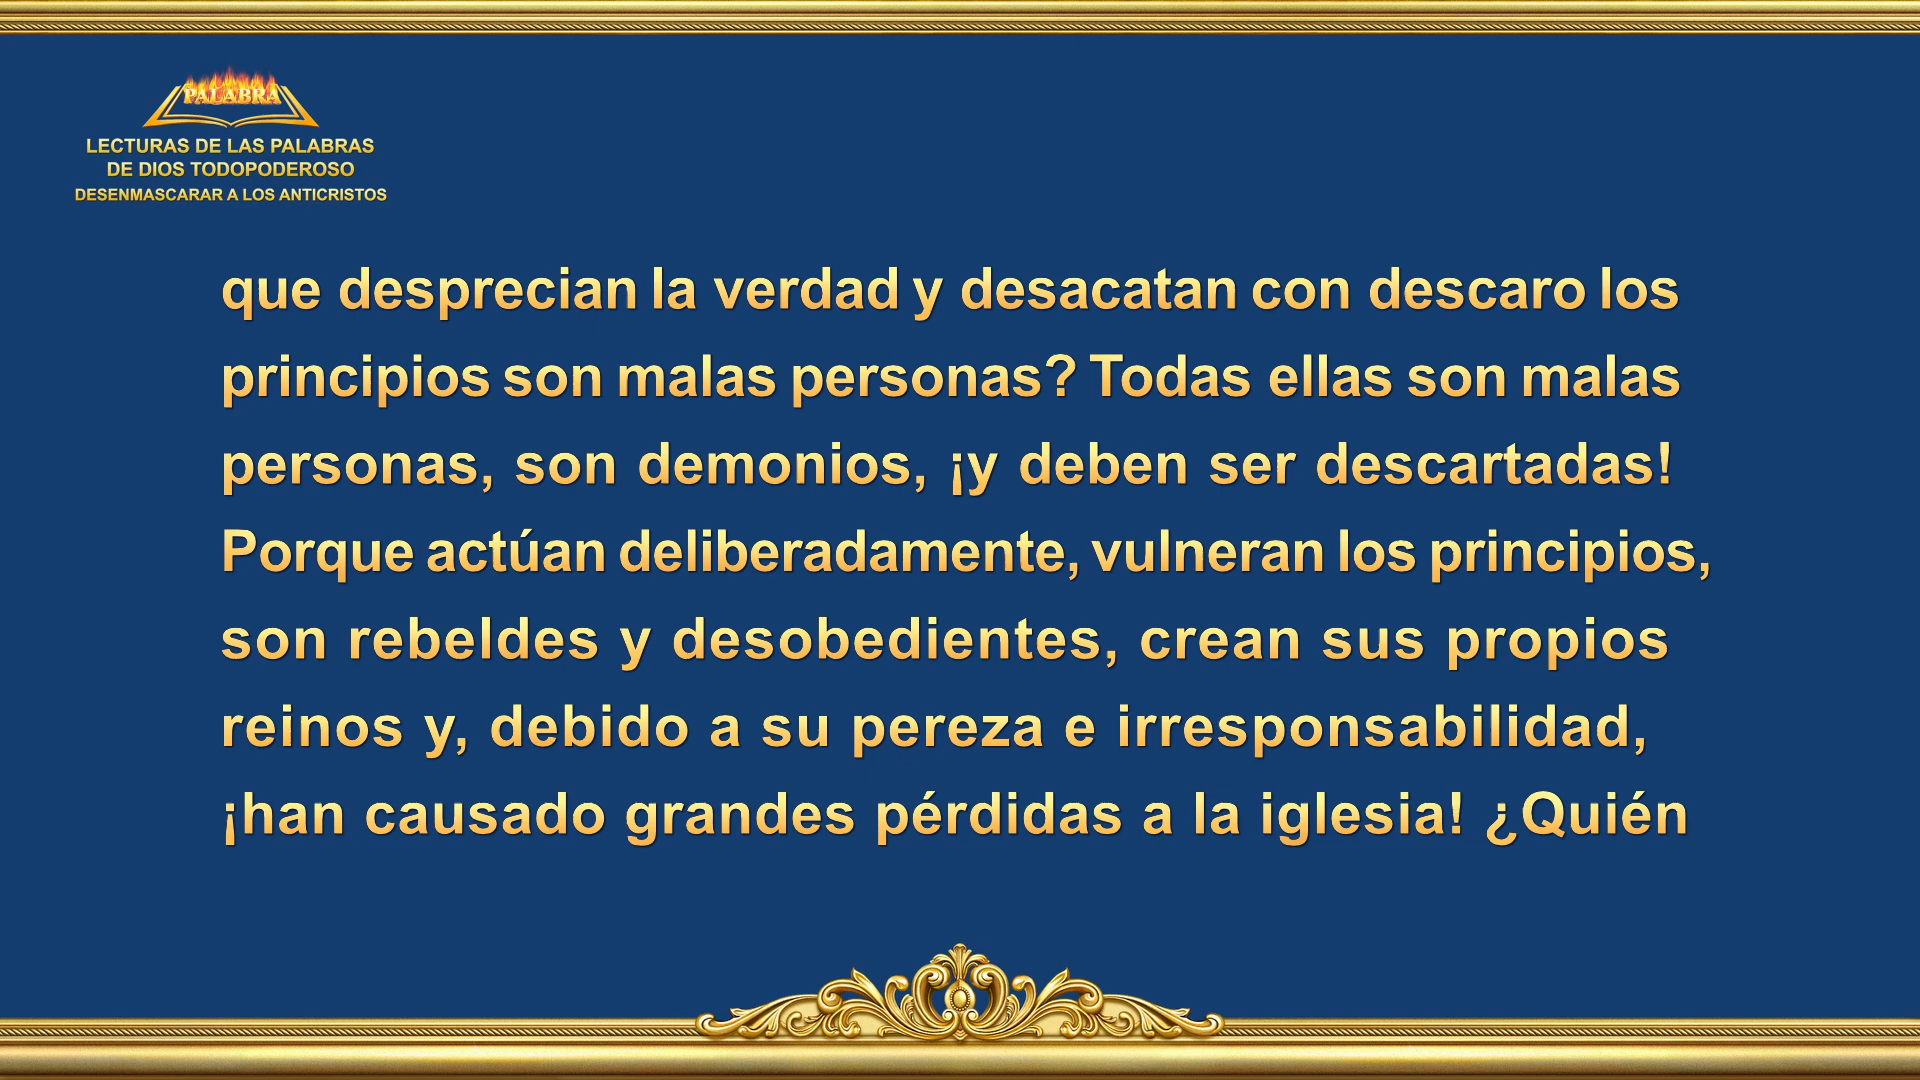 PALABRA
LECTURAS DE LAS PALABRAS
DE DIOS TODOPODEROSO
DESENMASCARAR A LOS ANTICRISTOS
que desprecian la verdad y desacatan con descaro los
principios son malas personas? Todas ellas son malas
personas, son demonios, ¡y deben ser descartadas!
Porque actúan deliberadamente, vulneran los principios,
son rebeldes y desobedientes, crean sus propios
reinos y, debido a su pereza e irresponsabilidad,
¡han causado grandes pérdidas a la iglesia! ¿Quién